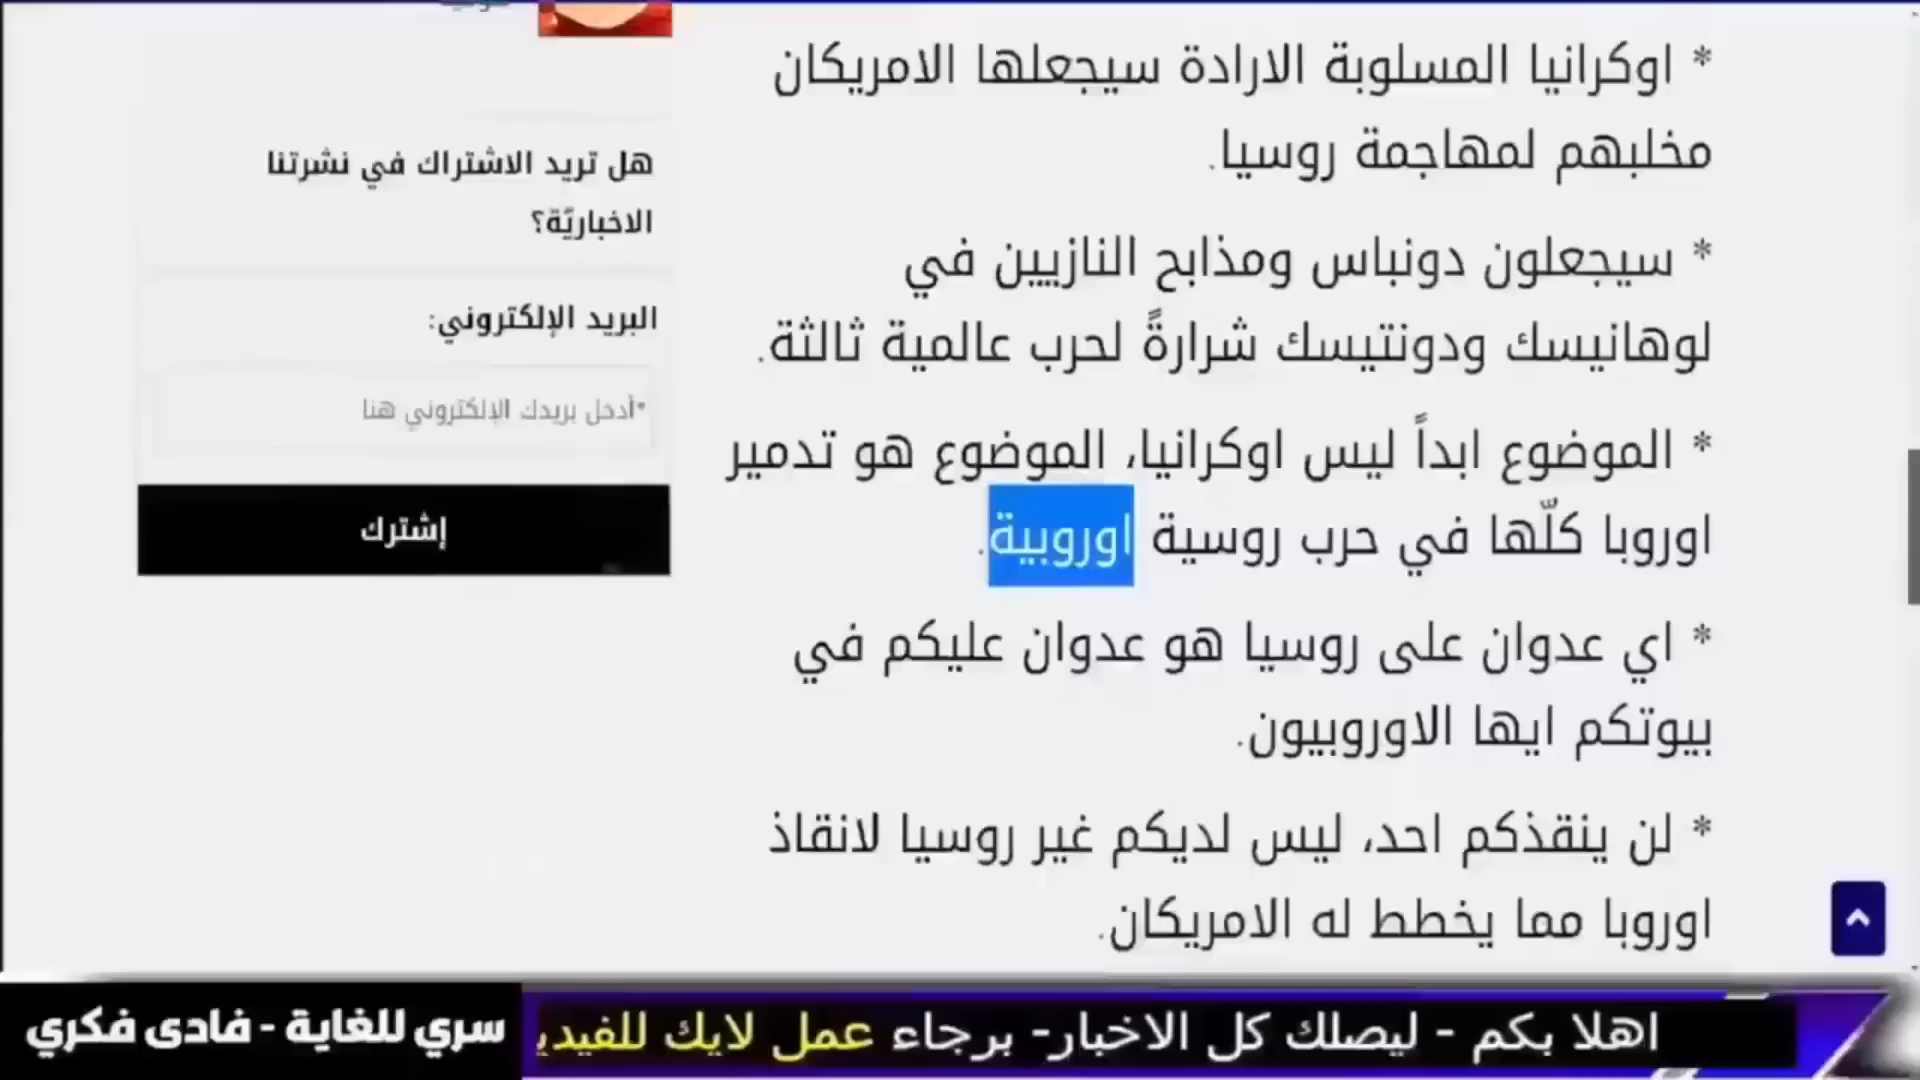 * اوكرانيا المسلوبة الارادة سيجعلها الامريكان
مخلبهم لمهاجمة روسيا.
* سيجعلون دونباس ومذابح النازيين في
لوهانيسك ودونتيسك شرارةً لحرب عالمية ثالثة.
* الموضوع ابداً ليس اوكرانيا، الموضوع هو تدمير
اوروبا كلّها في حرب روسية اوروبية.
* اي عدوان على روسيا هو عدوان عليكم في
بيوتكم ايها الاوروبيون.
* لن ينقذكم احد، ليس لديكم غير روسيا لانقاذ
اوروبا مما يخطط له الامريكان.
هل تريد الاشتراك في نشرتنا
الاخباريّة؟
البريد الإلكتروني:
*أدخل بريدك الإلكتروني هنا
إشترك
اهلا بكم - ليصلك كل الاخبار- برجاء عمل لايك للفيدي
سري للغاية - فادى فكري